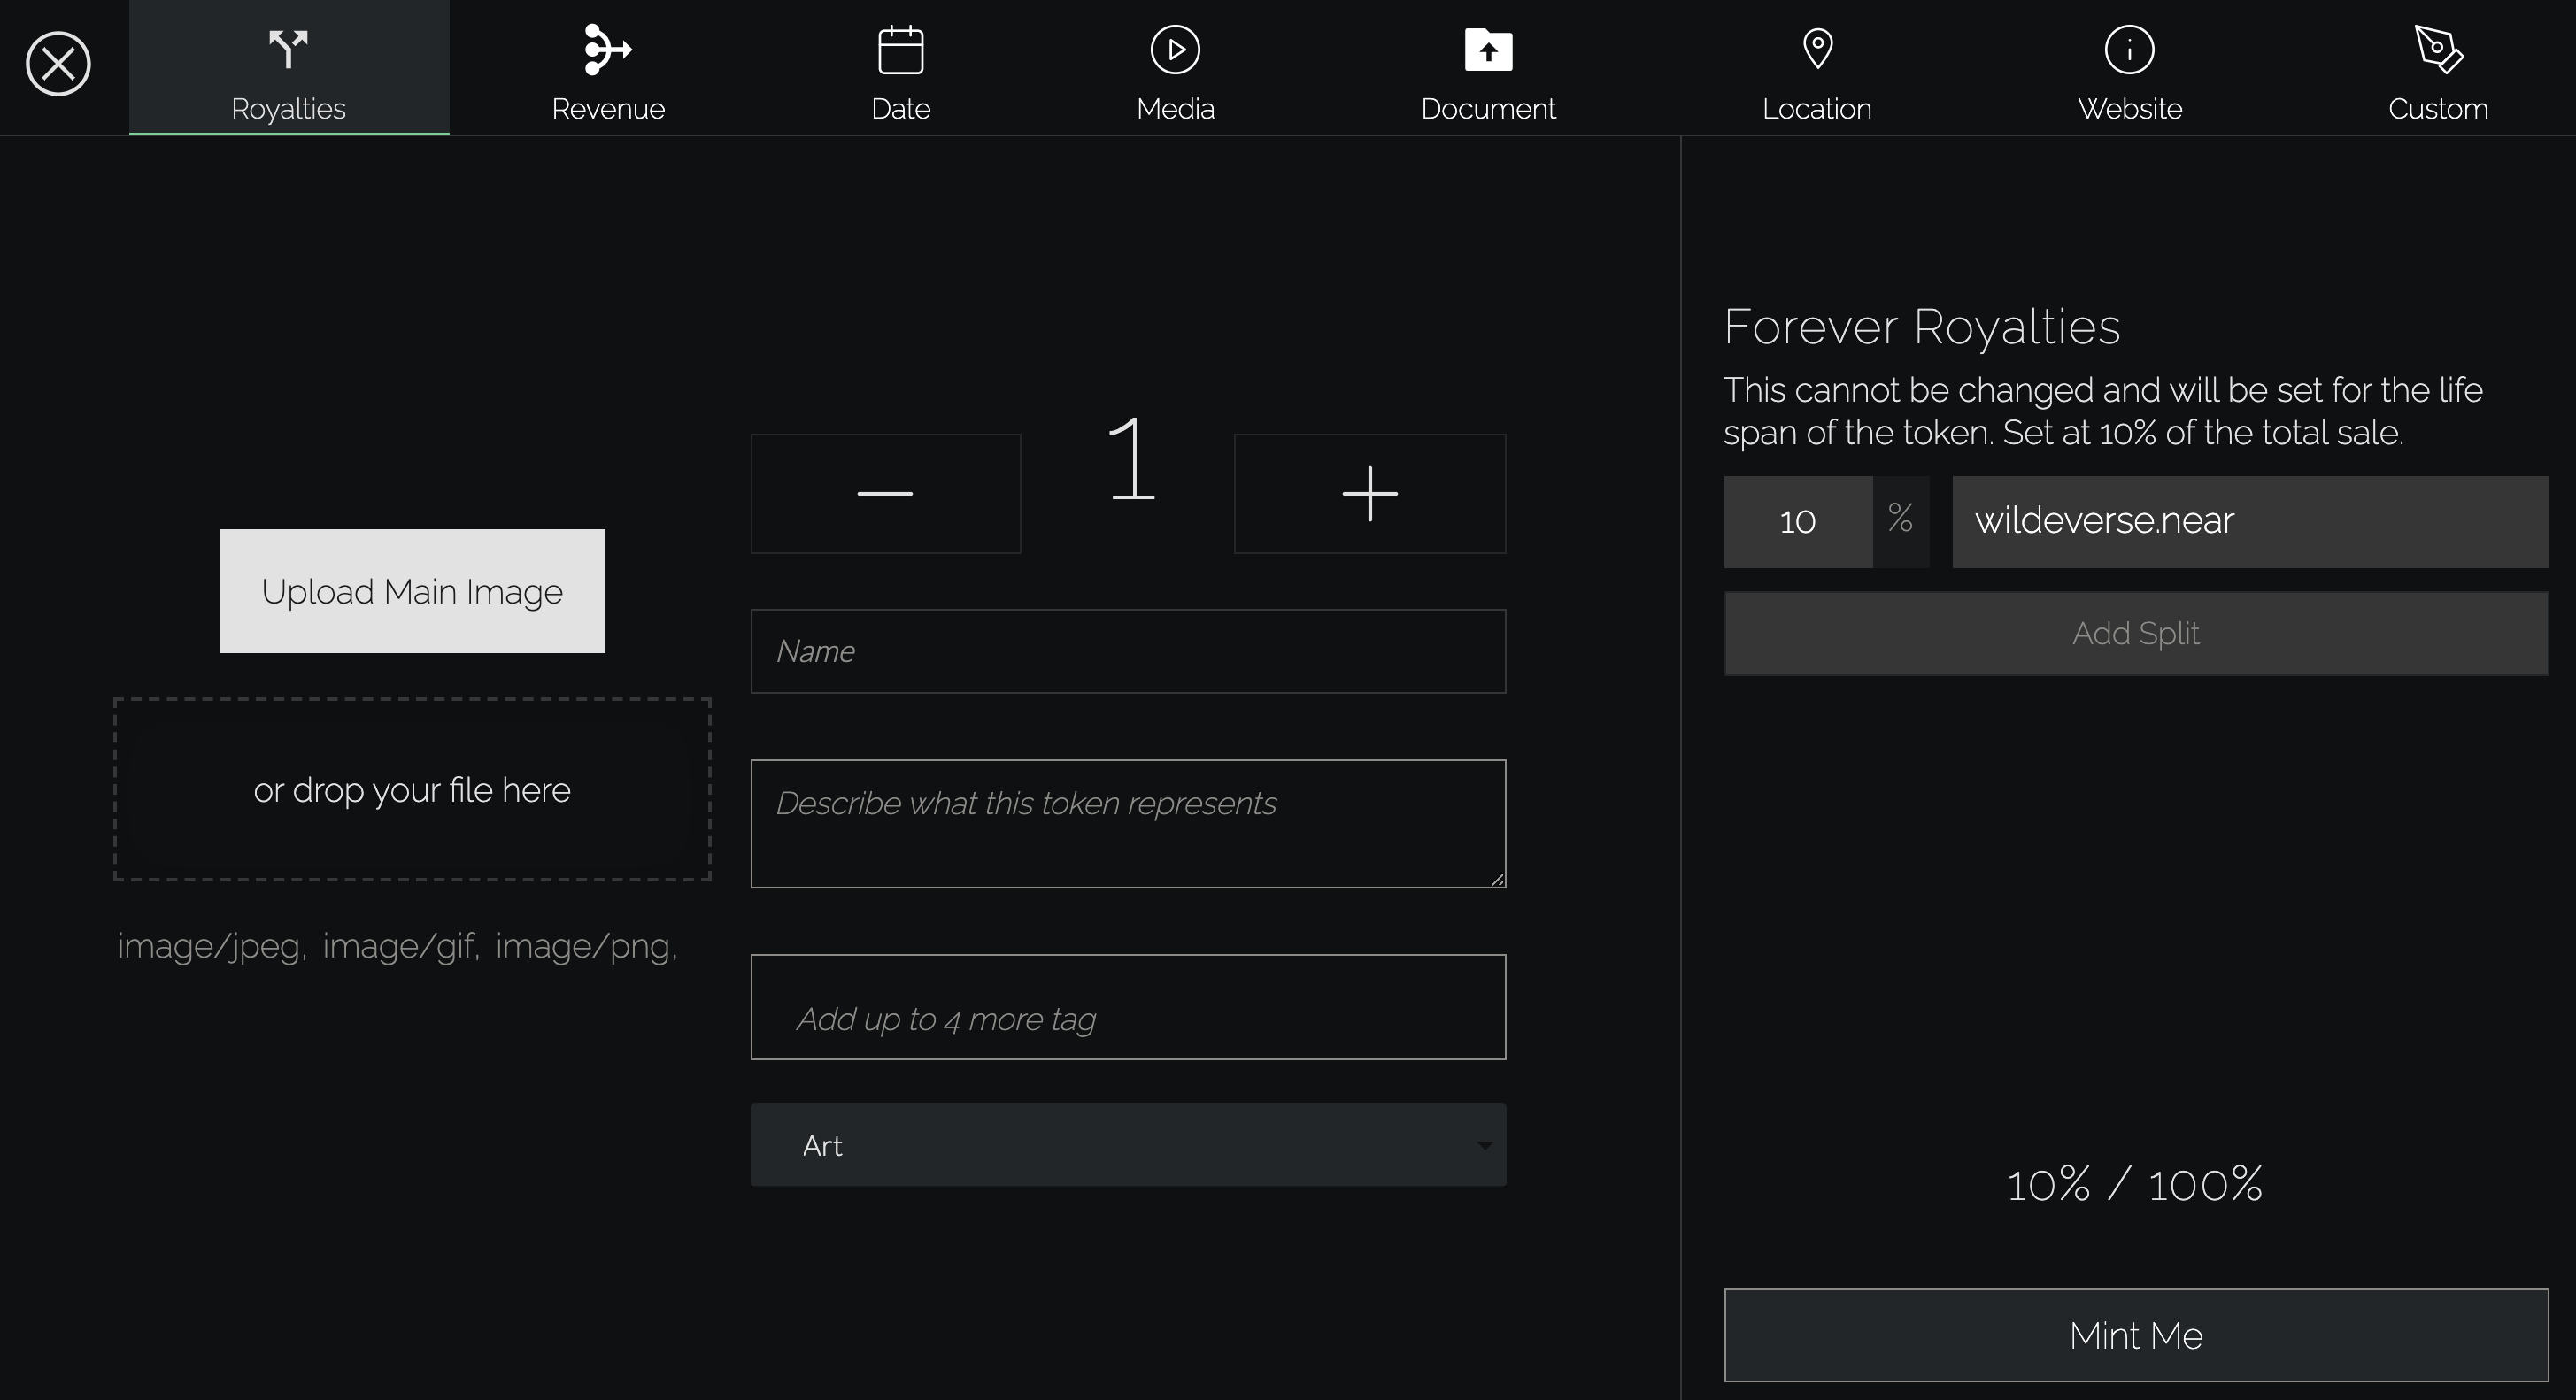 Royalties
Revenue
Date
Media
Document
Location
Website
Custom
Upload Main Image
or drop your file here
image/jpeg, image/gif, image/png,
1
Name
Describe what this token represents
Add up to 4 more tag
Art
Forever Royalties
This cannot be changed and will be set for the life
span of the token. Set at 10% of the total sale.
10 % wildeverse.near
Add Split
10% / 100%
Mint Me